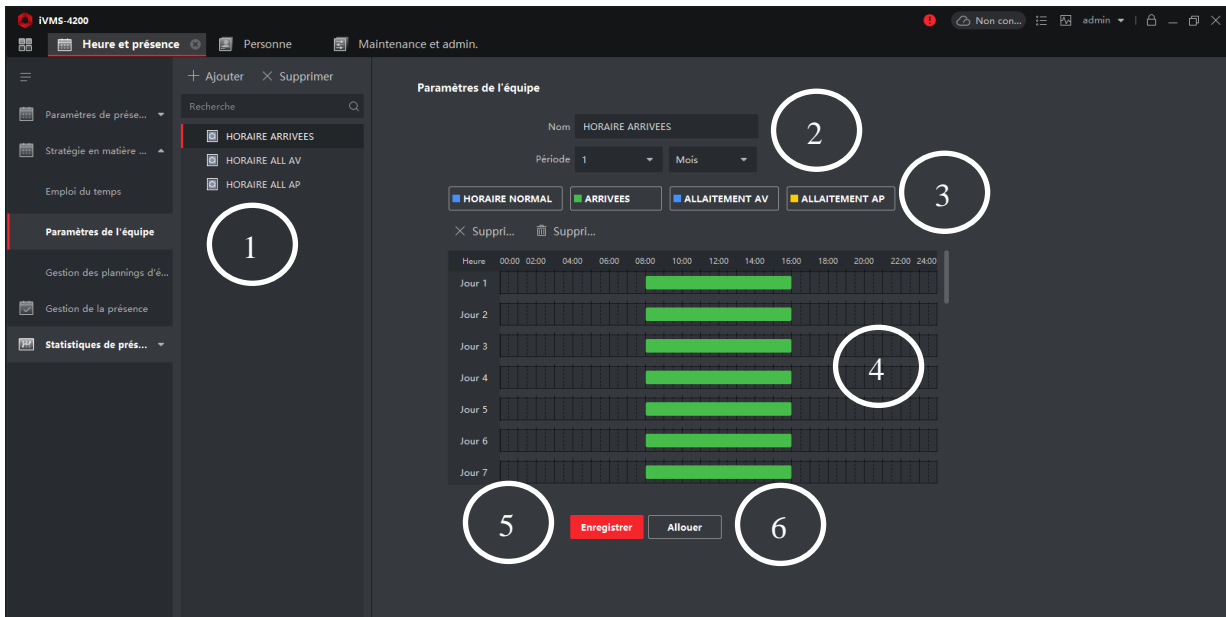 iVMS-4200
Non con...
admin
Heure et présence
Personne
Maintenance et admin.
Ajouter
Supprimer
Recherche
HORAIRE ARRIVEES
HORAIRE ALL AV
HORAIRE ALL AP
1
Paramètres de prése...
Stratégie en matière ...
Emploi du temps
Paramètres de l'équipe
Gestion des plannings d'é...
Gestion de la présence
Statistiques de prés...
Paramètres de l'équipe
Nom HORAIRE ARRIVEES
2
Période 1 Mois
HORAIRE NORMAL ARRIVEES ALLAITEMENT AV ALLAITEMENT AP
3
Suppri... Suppri...
Heure 00:00 02:00 04:00 06:00 08:00 10:00 12:00 14:00 16:00 18:00 20:00 22:00 24:00
Jour 1
Jour 2
Jour 3
Jour 4
4
Jour 5
Jour 6
Jour 7
5
Enregistrer
Allouer
6